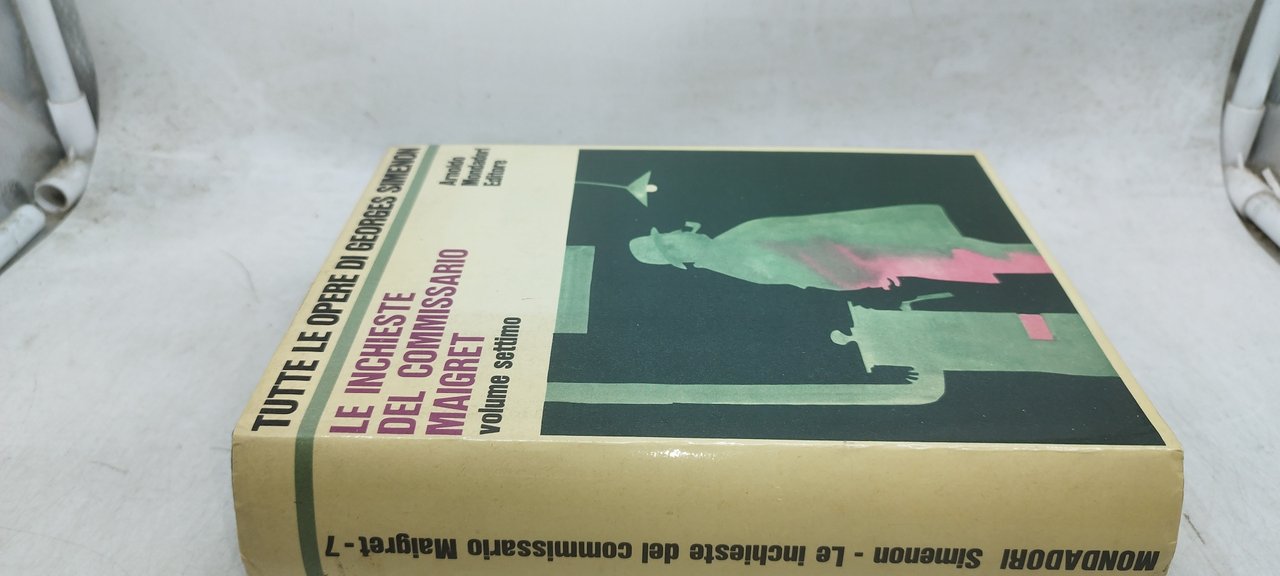 TUTTE LE OPERE DI GEORGES SIMENON
LE INCHIESTE
DEL COMMISSARIO
MAIGRET
volume settimo
Arnoldo
Mondadori
Editore
MONDADORI Simenon - Le inchieste del commissario Maigret - 7